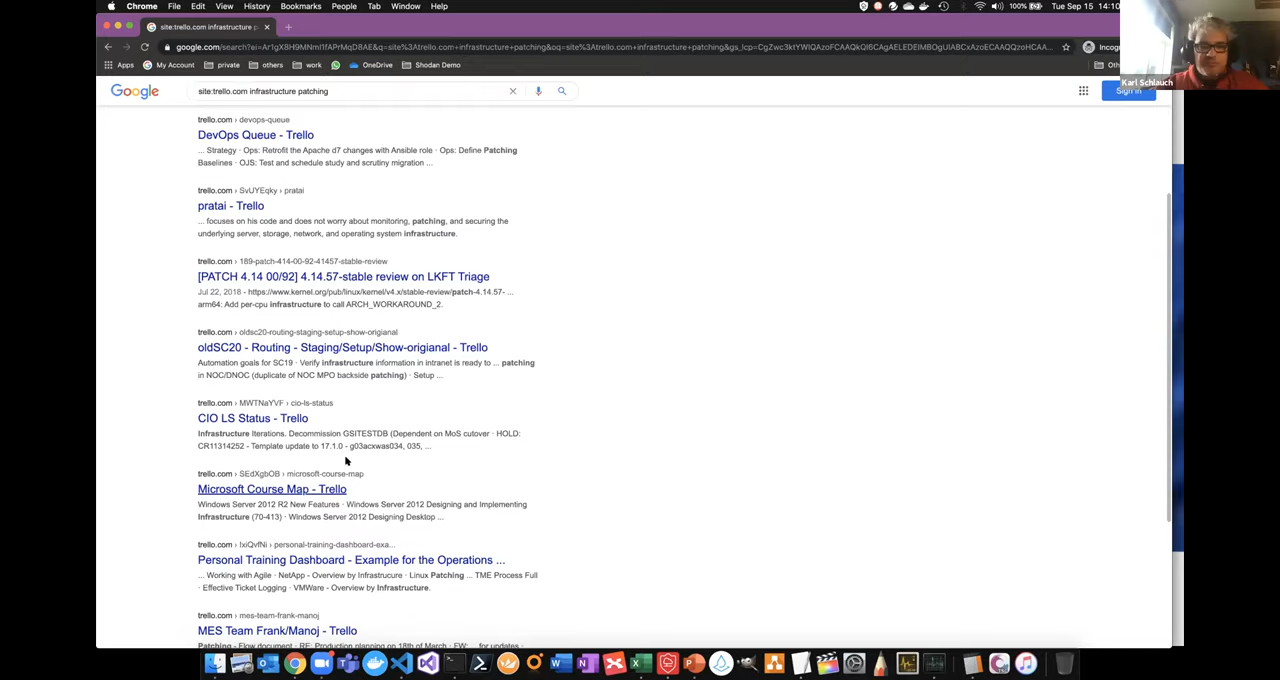 Chrome File Edit View History Bookmarks People Tab Window Help 100% Tue Sep 15 14:10
site:trello.com infrastructure p
google.com/search?ei=Ar1gX8H9MNml1fAPrMqD8AE&q=site%3Atrello.com+infrastructure+patching&oq=site%3Atrello.com+infrastructure+patching&gs_lcp=
Apps My Account private others work OneDrive Shodan Demo
Karl Schlauch
Google site:trello.com infrastructure patching Sign in
trello.com › devops-queue
DevOps Queue - Trello
... Strategy · Ops: Retrofit the Apache d7 changes with Ansible role · Ops: Define Patching
Baselines · OJS: Test and schedule study and scrutiny migration ...
trello.com › SvUYEqky › pratai
pratai - Trello
... focuses on his code and does not worry about monitoring, patching, and securing the
underlying server, storage, network, and operating system infrastructure.
trello.com › 189-patch-414-00-92-41457-stable-review
[PATCH 4.14 00/92] 4.14.57-stable review on LKFT Triage
Jul 22, 2018 - https://www.kernel.org/pub/linux/kernel/v4.x/stable-review/patch-4.14.57- ...
arm64: Add per-cpu infrastructure to call ARCH_WORKAROUND_2.
trello.com › oldsc20-routing-staging-setup-show-origianal
oldSC20 - Routing - Staging/Setup/Show-origianal - Trello
Automation goals for SC19 · Verify infrastructure information in intranet is ready to ... patching
in NOC/DNOC (duplicate of NOC MPO backside patching) · Setup ...
trello.com › MWTNaYVF › cio-ls-status
CIO LS Status - Trello
Infrastructure Iterations. Decommission GSITESTDB (Dependent on MoS cutover · HOLD:
CR11314252 - Template update to 17.1.0 - g03acxwas034, 035, ...
trello.com › SEdXgbOB › microsoft-course-map
Microsoft Course Map - Trello
Windows Server 2012 R2 New Features · Windows Server 2012 Designing and Implementing
Infrastructure (70-413) · Windows Server 2012 Designing Desktop ...
trello.com › IxiQvfNi › personal-training-dashboard-exa...
Personal Training Dashboard - Example for the Operations ...
... Working with Agile · NetApp - Overview by Infrastrucure · Linux Patching ... TME Process Full
· Effective Ticket Logging · VMWare - Overview by Infrastructure.
trello.com › mes-team-frank-manoj
MES Team Frank/Manoj - Trello
Patching - Flow document · RE: Production planning on 18th of March · FW: ... for updates ·